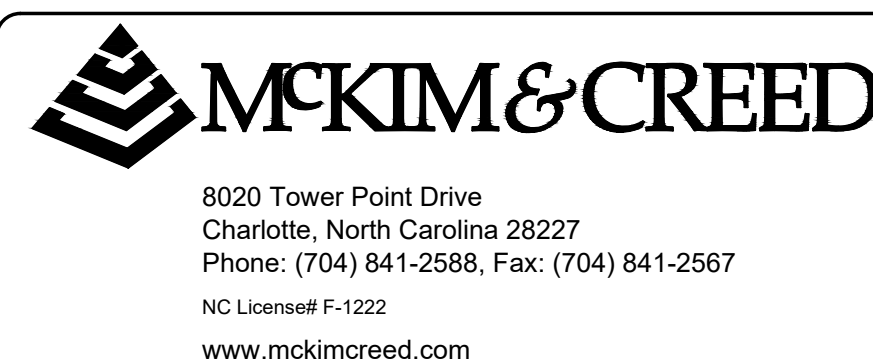 McKIM & CREED
8020 Tower Point Drive
Charlotte, North Carolina 28227
Phone: (704) 841-2588, Fax: (704) 841-2567
NC License# F-1222
www.mckimcreed.com